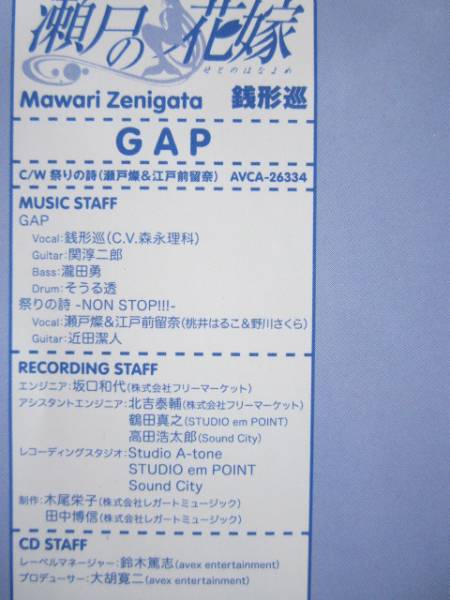 瀬戸の花嫁
せとのはなよめ
Mawari Zenigata 銭形巡
GAP
C/W 祭りの詩(瀬戸燦&江戸前留奈) AVCA-26334
MUSIC STAFF
GAP
Vocal:銭形巡(C.V.森永理科)
Guitar:関淳二郎
Bass:瀧田勇
Drum:そうる透
祭りの詩 -NON STOP!!!-
Vocal:瀬戸燦&江戸前留奈(桃井はるこ&野川さくら)
Guitar:近田潔人
RECORDING STAFF
エンジニア:坂口和代(株式会社フリーマーケット)
アシスタントエンジニア:北吉泰輔(株式会社フリーマーケット)
鶴田真之(STUDIO em POINT)
高田浩太郎(Sound City)
レコーディングスタジオ:Studio A-tone
STUDIO em POINT
Sound City
制作:木尾栄子(株式会社レガートミュージック)
田中博信(株式会社レガートミュージック)
CD STAFF
レーベルマネージャー:鈴木篤志(avex entertainment)
プロデューサー:大胡寛二(avex entertainment)